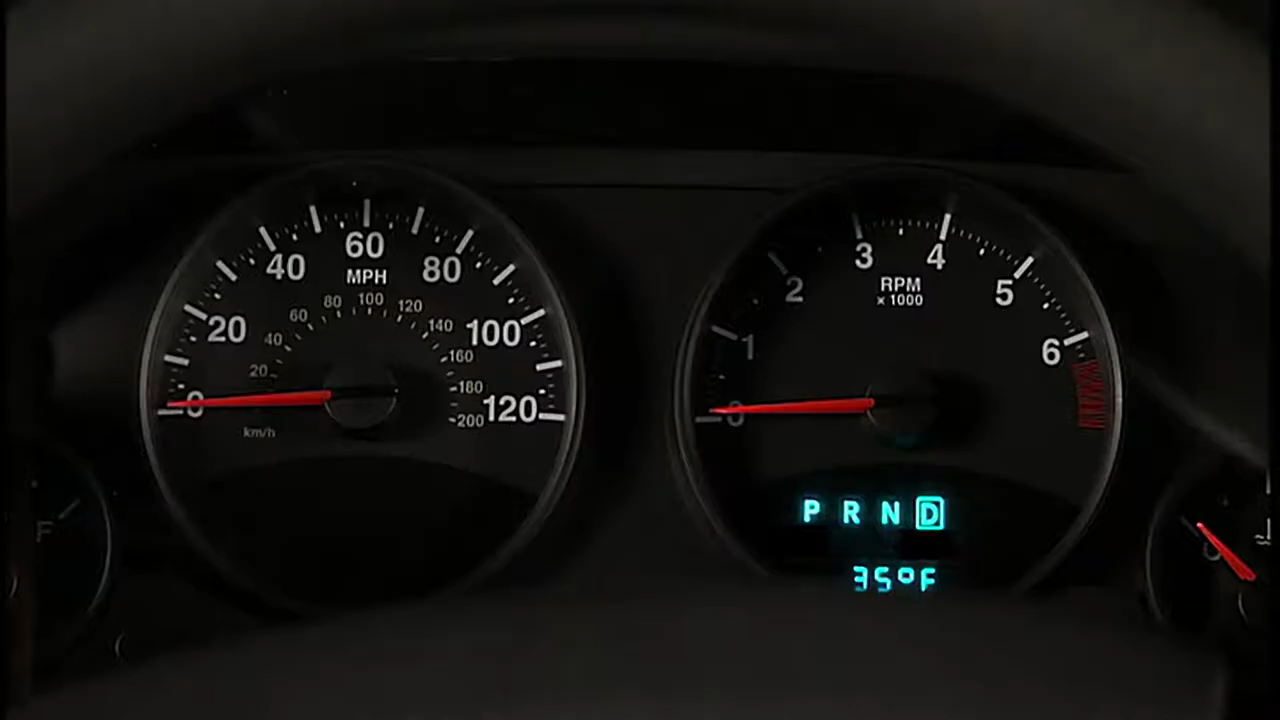 0 20 40 60 80 100 120
MPH
20 40 60 80 100 120 140 160 180 200
km/h
0 1 2 3 4 5 6
RPM
x 1000
P R N D
35°F
F